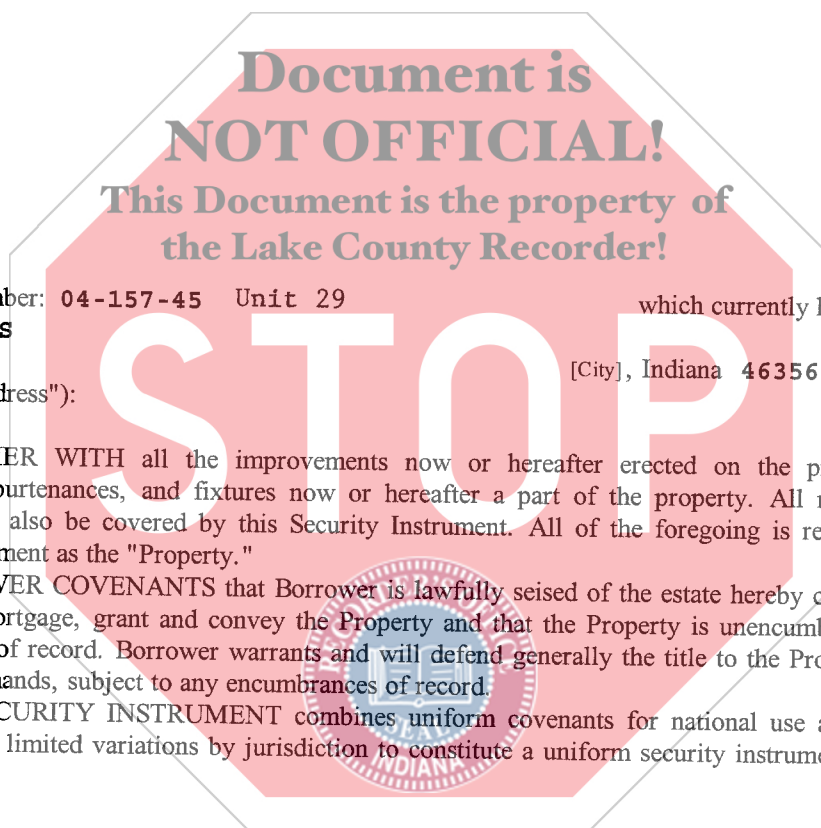 Document is
NOT OFFICIAL!
This Document is the property of
the Lake County Recorder!
ber: 04-157-45 Unit 29 which currently
S
[City], Indiana 46356
dress"):
STOP
ER WITH all the improvements now or hereafter erected on the p
purtenances, and fixtures now or hereafter a part of the property. All
also be covered by this Security Instrument. All of the foregoing is re
ment as the "Property."
VER COVENANTS that Borrower is lawfully seised of the estate hereby c
ortgage, grant and convey the Property and that the Property is unencumb
of record. Borrower warrants and will defend generally the title to the Pro
ands, subject to any encumbrances of record.
CURITY INSTRUMENT combines uniform covenants for national use a
limited variations by jurisdiction to constitute a uniform security instrume
SEAL
INDIANA